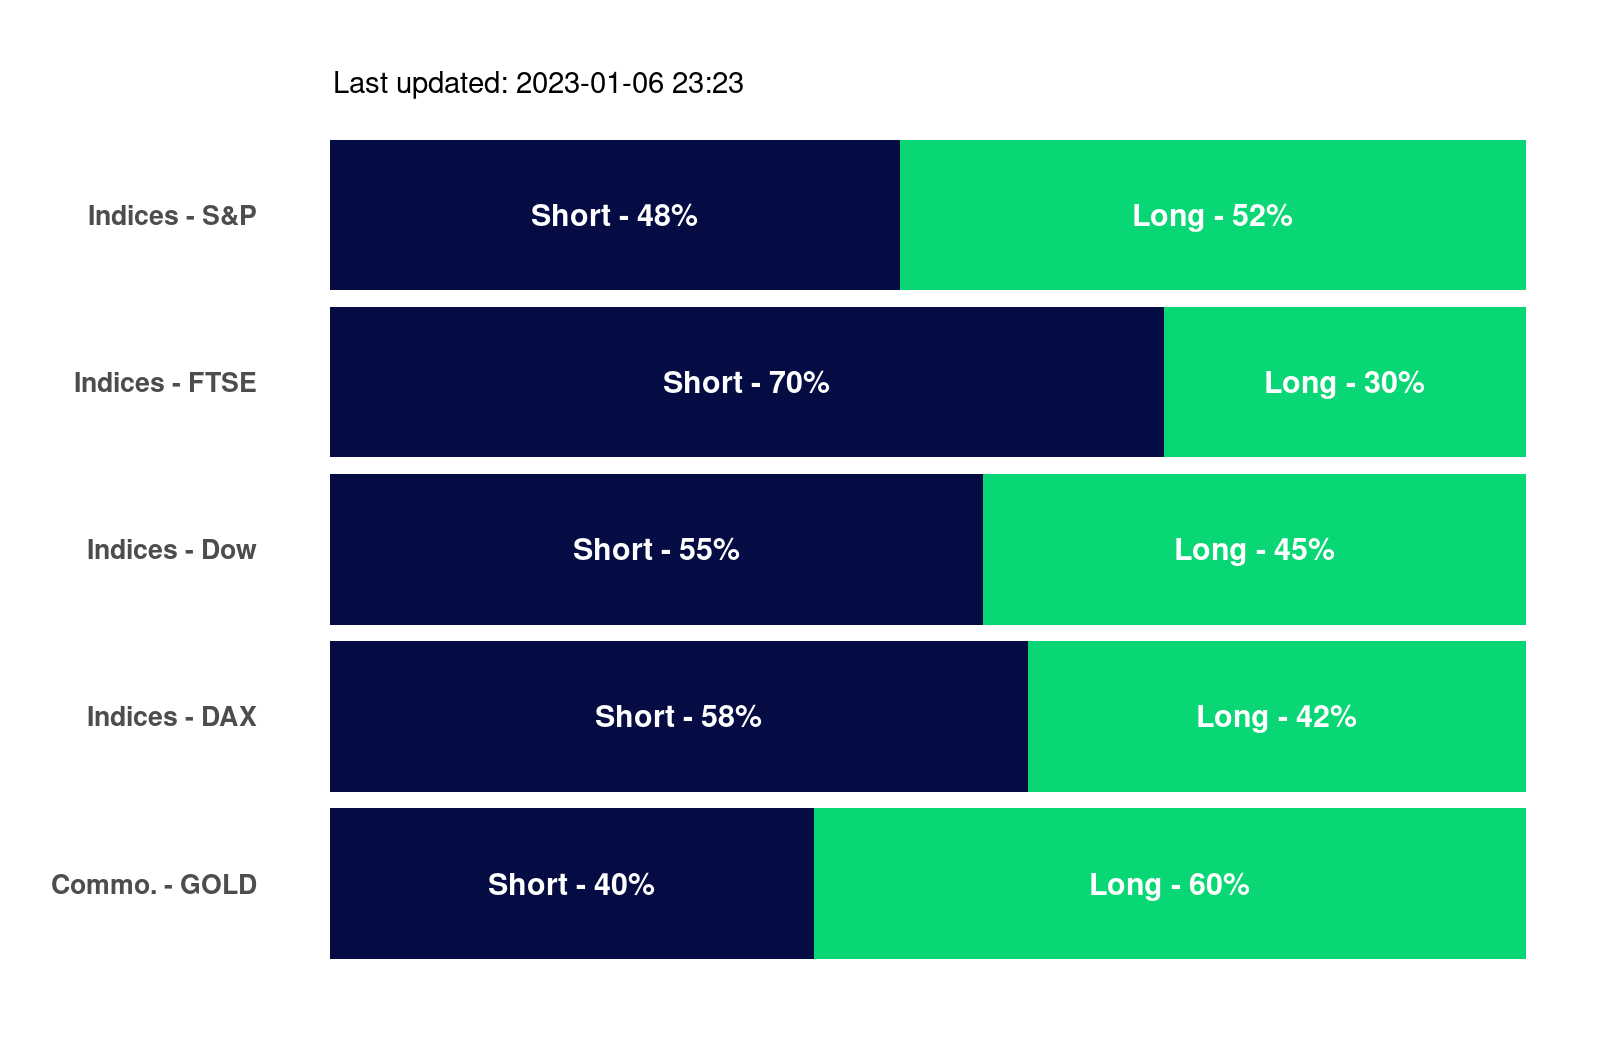 Last updated: 2023-01-06 23:23
Indices - S&P
Short - 48%
Long - 52%
Indices - FTSE
Short - 70%
Long - 30%
Indices - Dow
Short - 55%
Long - 45%
Indices - DAX
Short - 58%
Long - 42%
Commo. - GOLD
Short - 40%
Long - 60%